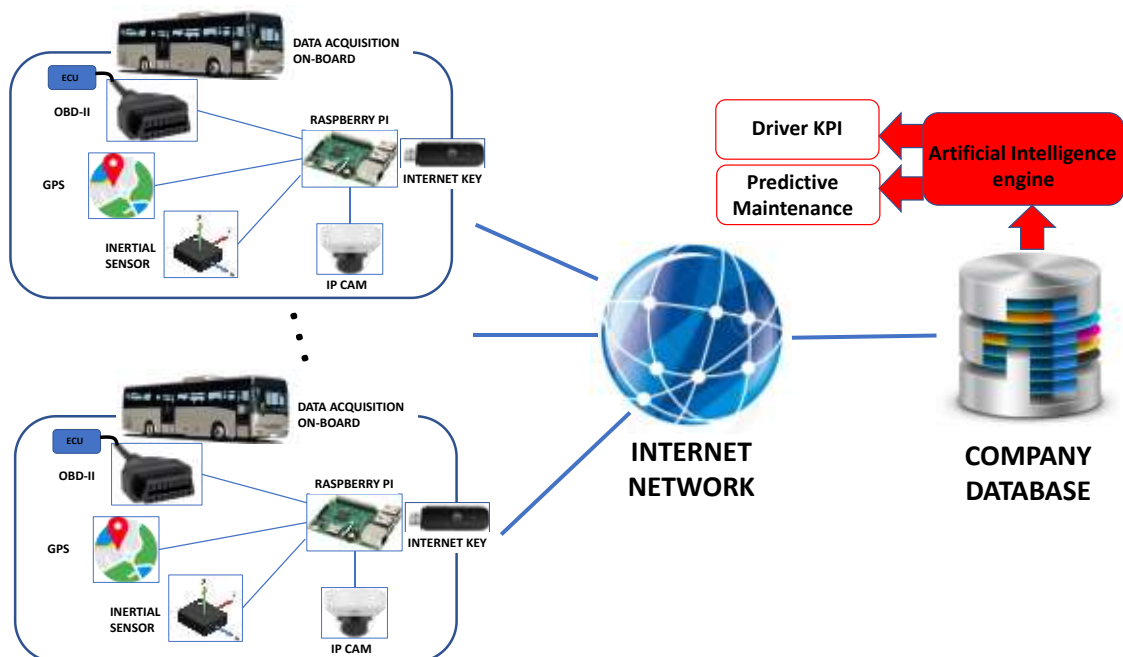 DATA ACQUISITION
ON-BOARD
ECU
OBD-II
RASPBERRY PI
INTERNET KEY
GPS
INERTIAL
SENSOR
IP CAM
Driver KPI
Predictive
Maintenance
Artificial Intelligence
engine
DATA ACQUISITION
ON-BOARD
ECU
OBD-II
RASPBERRY PI
INTERNET KEY
GPS
INERTIAL
SENSOR
IP CAM
INTERNET
NETWORK
COMPANY
DATABASE